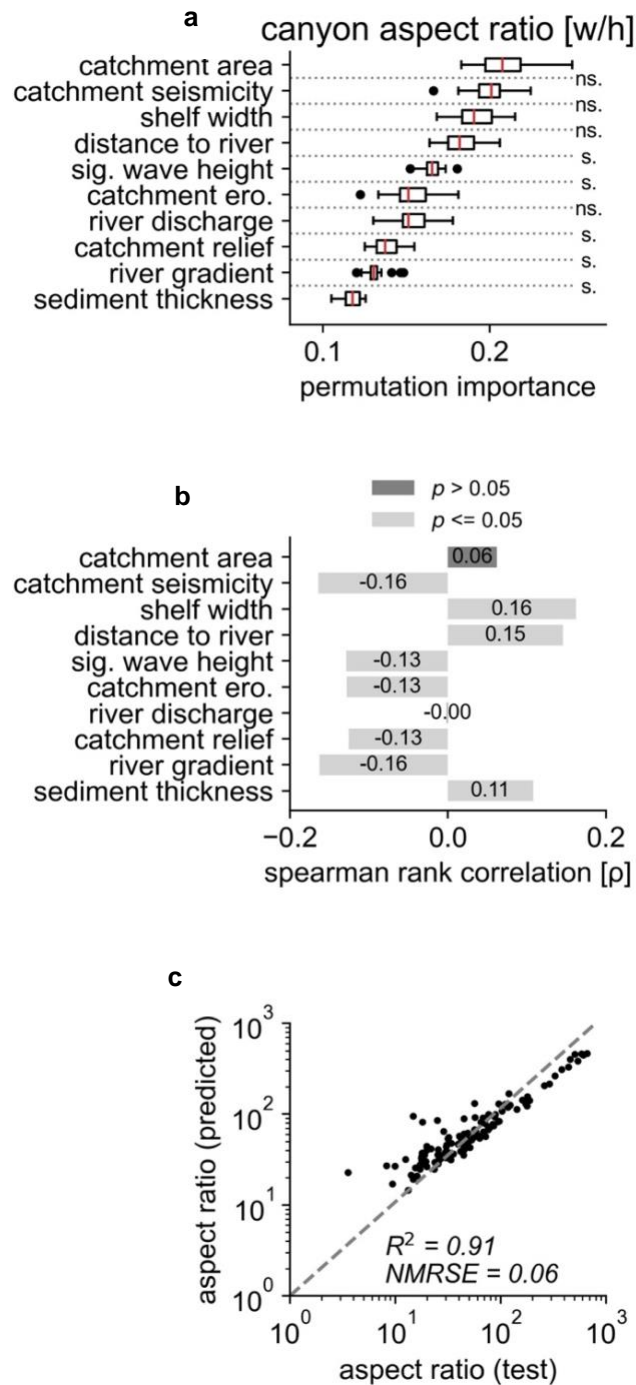 a
canyon aspect ratio [w/h]
catchment area
ns.
catchment seismicity
ns.
shelf width
ns.
distance to river
s.
sig. wave height
s.
catchment ero.
ns.
river discharge
s.
catchment relief
s.
river gradient
s.
sediment thickness
0.1 0.2
permutation importance
b
p > 0.05
p <= 0.05
catchment area 0.06
catchment seismicity -0.16
shelf width 0.16
distance to river 0.15
sig. wave height -0.13
catchment ero. -0.13
river discharge -0.00
catchment relief -0.13
river gradient -0.16
sediment thickness 0.11
−0.2 0.0 0.2
spearman rank correlation [ρ]
c
aspect ratio (predicted)
10³
10²
10¹
10⁰
R² = 0.91
NMRSE = 0.06
10⁰ 10¹ 10² 10³
aspect ratio (test)